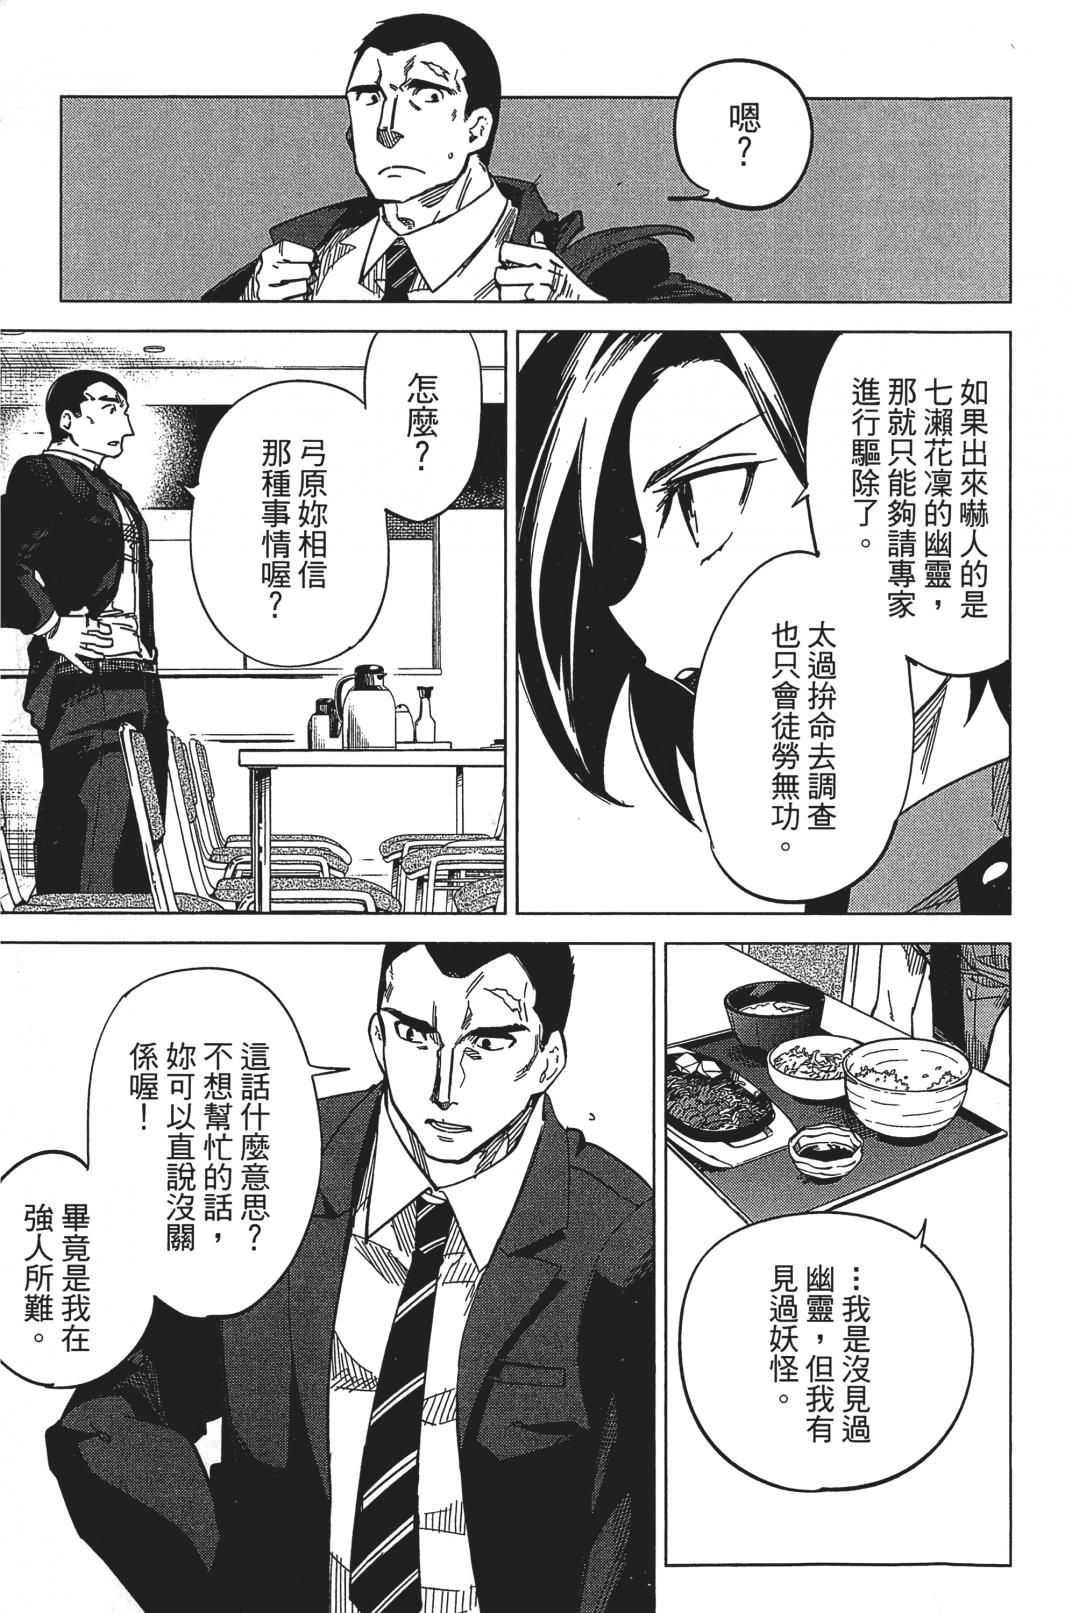 嗯？
如果出來嚇人的是
七瀨花凜的幽靈，
那就只能夠請專家
進行驅除了。
太過拚命去調查
也只會徒勞無功。
怎麼？
弓原妳相信
那種事情喔？
…我是沒見過
幽靈，但我有
見過妖怪。
這話什麼意思？
不想幫忙的話，
妳可以直說沒關
係喔！
畢竟是我在
強人所難。